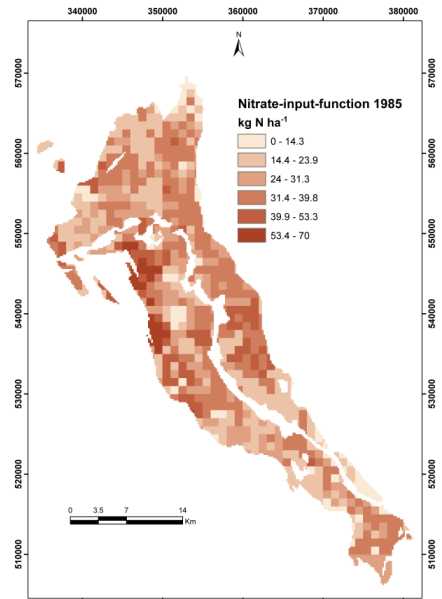 340000 350000 360000 370000 380000
N
570000
560000
550000
540000
530000
520000
510000
Nitrate-input-function 1985
kg N ha⁻¹
0 - 14.3
14.4 - 23.9
24 - 31.3
31.4 - 39.8
39.9 - 53.3
53.4 - 70
0 3.5 7 14
Km